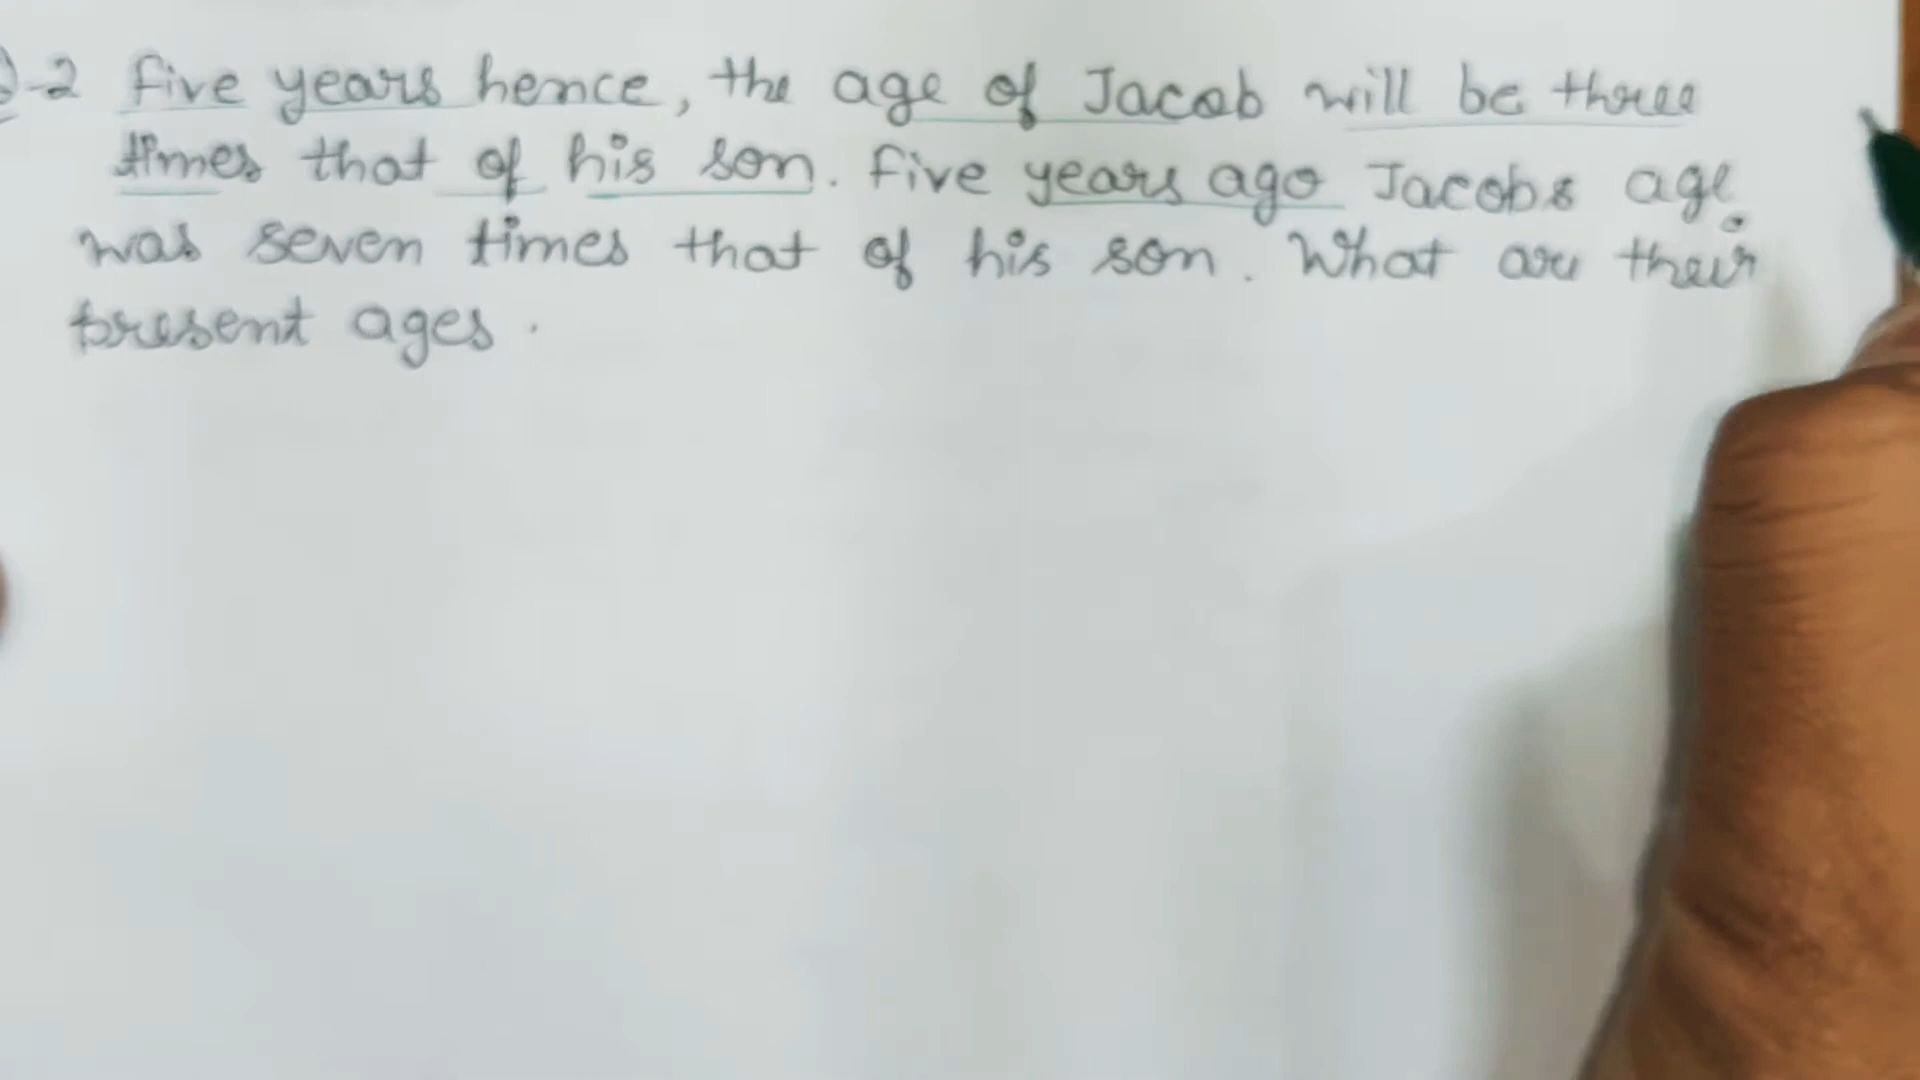 Q-2 Five years hence, the age of Jacob will be three
times that of his son. Five years ago Jacobs age
was seven times that of his son. What are their
present ages.